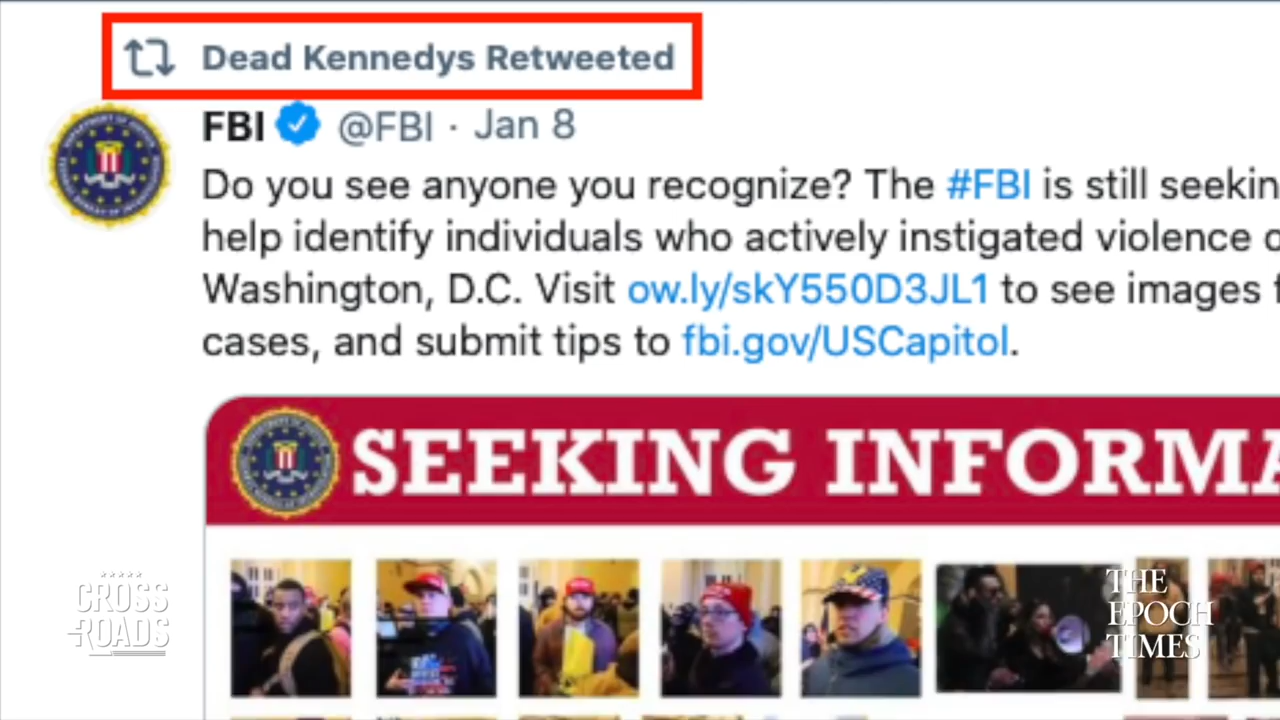 Dead Kennedys Retweeted
FBI @FBI · Jan 8
Do you see anyone you recognize? The #FBI is still seekin
help identify individuals who actively instigated violence o
Washington, D.C. Visit ow.ly/skY550D3JL1 to see images f
cases, and submit tips to fbi.gov/USCapitol.
SEEKING INFORMA
CROSS
ROADS
THE
EPOCH
TIMES